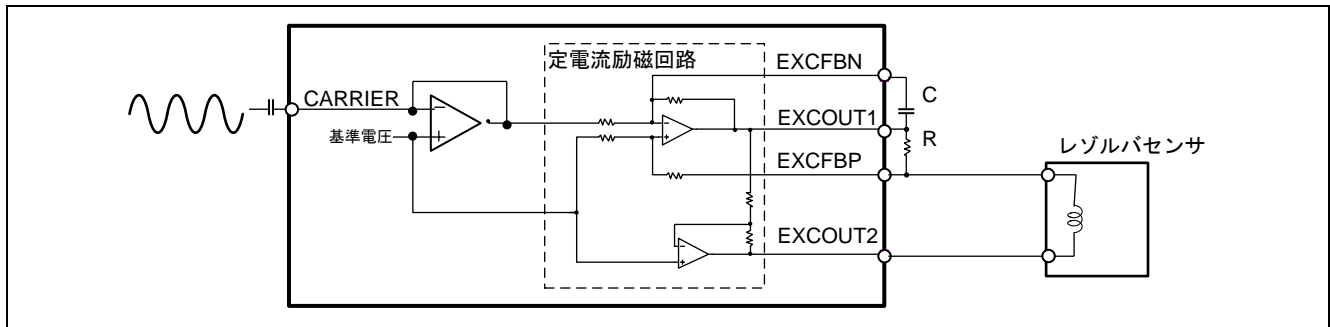 定電流励磁回路
EXCFBN
CARRIER
C
EXCOUT1
基準電圧
R
レゾルバセンサ
EXCFBP
EXCOUT2